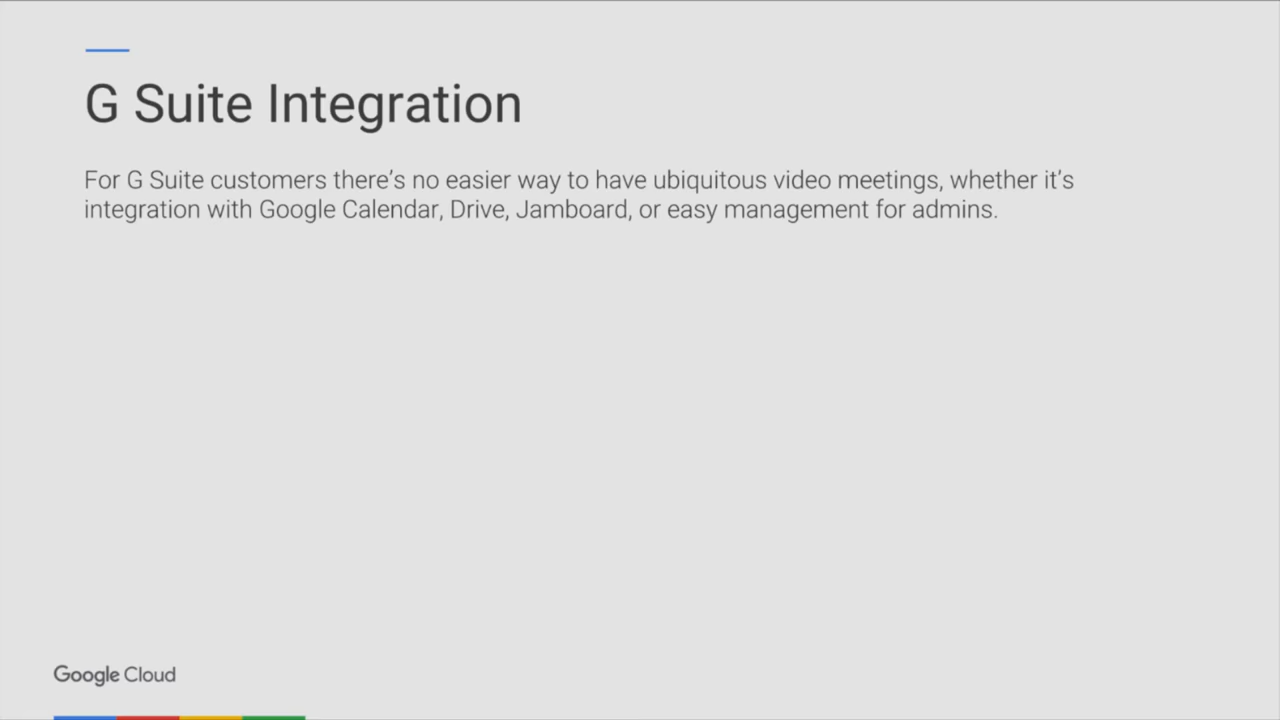 G Suite Integration
For G Suite customers there's no easier way to have ubiquitous video meetings, whether it's
integration with Google Calendar, Drive, Jamboard, or easy management for admins.
Google Cloud